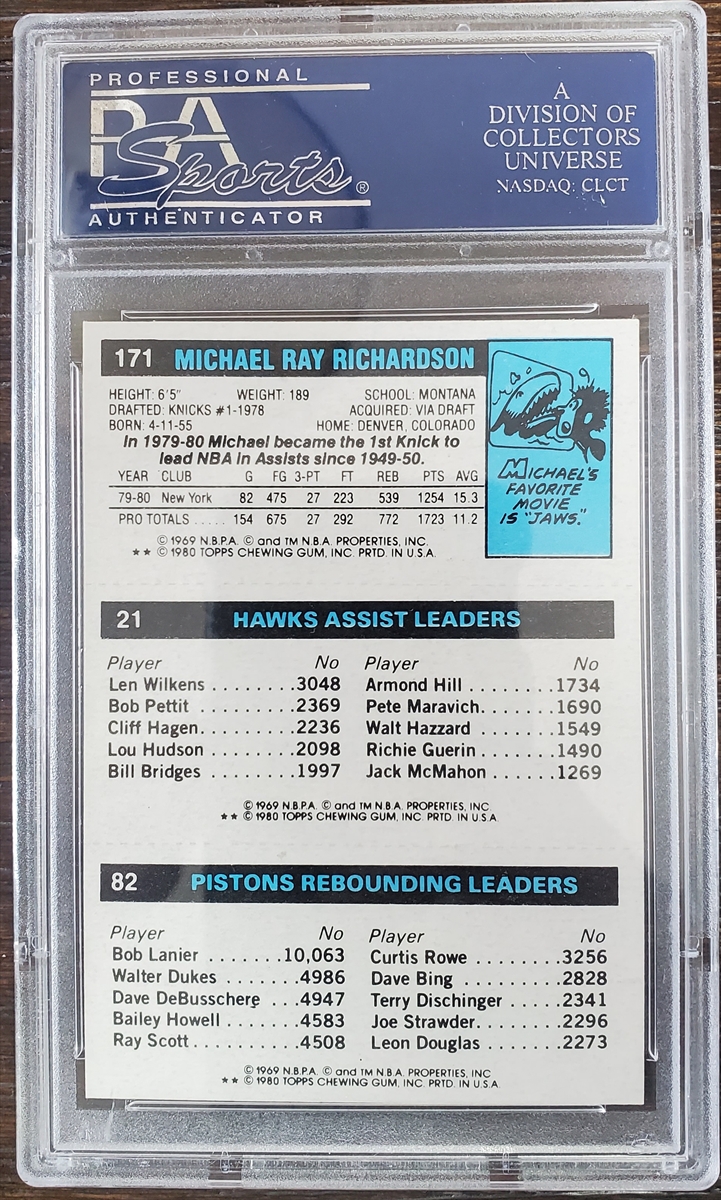 PROFESSIONAL
PSA
Sports®
AUTHENTICATOR
A
DIVISION OF
COLLECTORS
UNIVERSE
NASDAQ: CLCT
171 MICHAEL RAY RICHARDSON
HEIGHT: 6'5" WEIGHT: 189 SCHOOL: MONTANA
DRAFTED: KNICKS #1-1978 ACQUIRED: VIA DRAFT
BORN: 4-11-55 HOME: DENVER, COLORADO
In 1979-80 Michael became the 1st Knick to
lead NBA in Assists since 1949-50.
YEAR CLUB G FG 3-PT FT REB PTS AVG
79-80 New York 82 475 27 223 539 1254 15.3
PRO TOTALS ..... 154 675 27 292 772 1723 11.2
© 1969 N.B.P.A. © and TM N.B.A. PROPERTIES, INC.
★★ © 1980 TOPPS CHEWING GUM, INC. PRTD. IN U.S.A.
MICHAEL'S
FAVORITE
MOVIE
IS "JAWS."
21 HAWKS ASSIST LEADERS
Player No Player No
Len Wilkens ........3048 Armond Hill ........1734
Bob Pettit ........2369 Pete Maravich.......1690
Cliff Hagen.........2236 Walt Hazzard .......1549
Lou Hudson ........2098 Richie Guerin .......1490
Bill Bridges ........1997 Jack McMahon ......1269
© 1969 N.B.P.A. © and TM N.B.A. PROPERTIES, INC.
★★ © 1980 TOPPS CHEWING GUM, INC. PRTD. IN U.S.A.
82 PISTONS REBOUNDING LEADERS
Player No Player No
Bob Lanier .......10,063 Curtis Rowe ........3256
Walter Dukes .......4986 Dave Bing .........2828
Dave DeBusschere ...4947 Terry Dischinger .....2341
Bailey Howell .......4583 Joe Strawder........2296
Ray Scott..........4508 Leon Douglas .......2273
© 1969 N.B.P.A. © and TM N.B.A. PROPERTIES, INC
★★ © 1980 TOPPS CHEWING GUM, INC. PRTD. IN U.S.A.